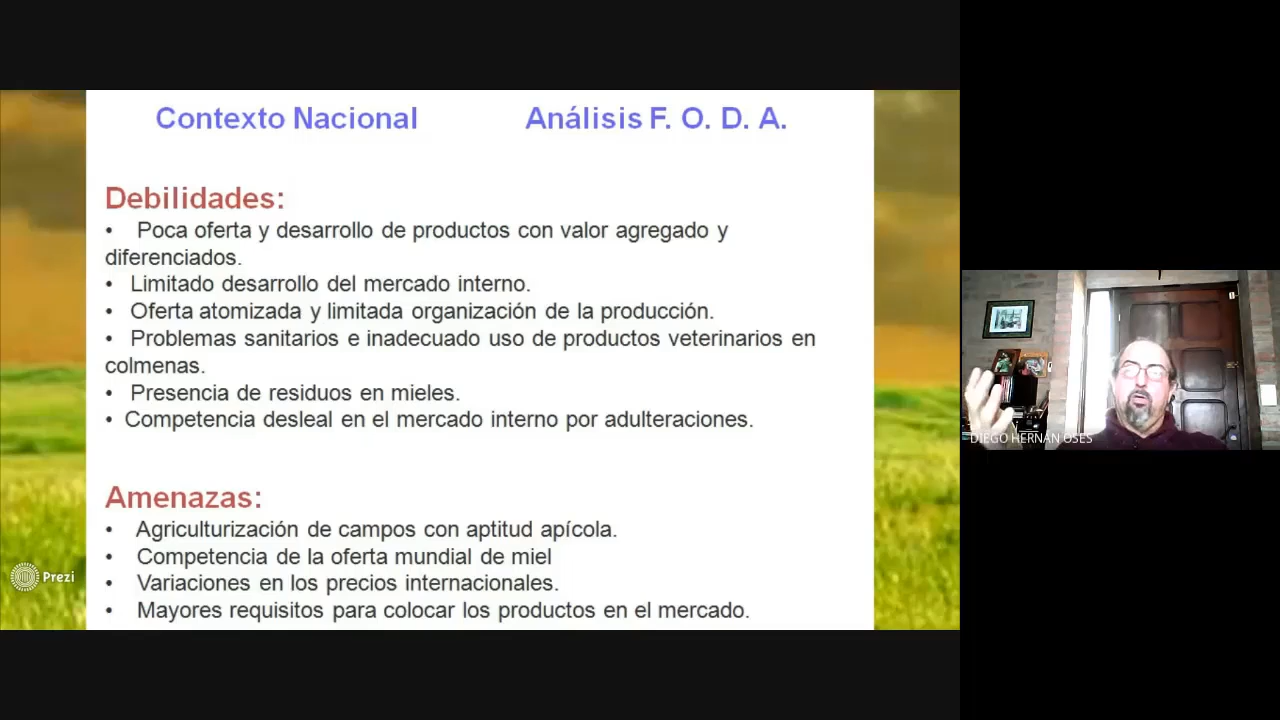 Contexto Nacional Análisis F. O. D. A.
Debilidades:
• Poca oferta y desarrollo de productos con valor agregado y
diferenciados.
• Limitado desarrollo del mercado interno.
• Oferta atomizada y limitada organización de la producción.
• Problemas sanitarios e inadecuado uso de productos veterinarios en
colmenas.
• Presencia de residuos en mieles.
• Competencia desleal en el mercado interno por adulteraciones.
Amenazas:
• Agriculturización de campos con aptitud apícola.
• Competencia de la oferta mundial de miel
• Variaciones en los precios internacionales.
• Mayores requisitos para colocar los productos en el mercado.
Prezi
DIEGO HERNAN OSES